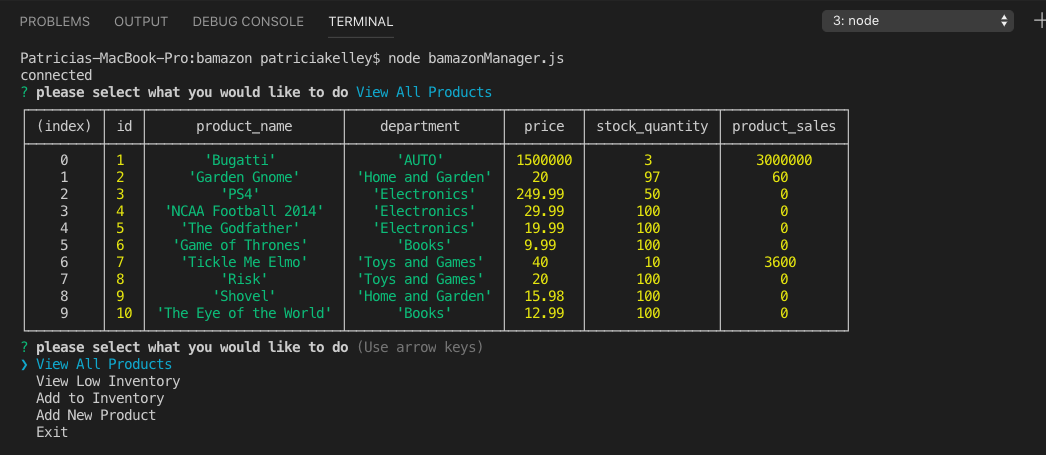 PROBLEMS OUTPUT DEBUG CONSOLE TERMINAL 3: node
Patricias-MacBook-Pro:bamazon patriciakelley$ node bamazonManager.js
connected
? please select what you would like to do View All Products
(index) id product_name department price stock_quantity product_sales
0 1 'Bugatti' 'AUTO' 1500000 3 3000000
1 2 'Garden Gnome' 'Home and Garden' 20 97 60
2 3 'PS4' 'Electronics' 249.99 50 0
3 4 'NCAA Football 2014' 'Electronics' 29.99 100 0
4 5 'The Godfather' 'Electronics' 19.99 100 0
5 6 'Game of Thrones' 'Books' 9.99 100 0
6 7 'Tickle Me Elmo' 'Toys and Games' 40 10 3600
7 8 'Risk' 'Toys and Games' 20 100 0
8 9 'Shovel' 'Home and Garden' 15.98 100 0
9 10 'The Eye of the World' 'Books' 12.99 100 0
? please select what you would like to do (Use arrow keys)
❯ View All Products
View Low Inventory
Add to Inventory
Add New Product
Exit